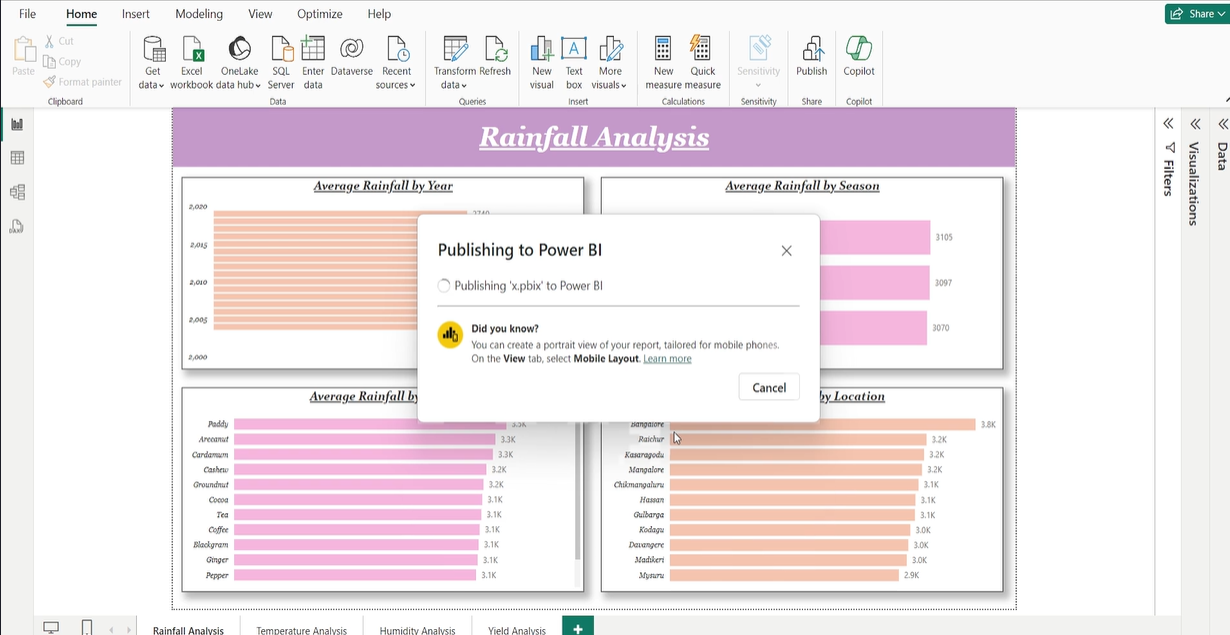 File Home Insert Modeling View Optimize Help Share
Paste Cut Copy Format painter
Clipboard
Get data Excel workbook OneLake data hub SQL Server Enter data Dataverse Recent sources
Data
Transform data Refresh
Queries
New visual Text box More visuals
Insert
New measure Quick measure
Calculations
Sensitivity
Sensitivity
Publish
Share
Copilot
Copilot
Rainfall Analysis
Average Rainfall by Year
2,020
2740
2,015
2,010
2,005
2,000
Average Rainfall by Season
3105
3097
3070
Publishing to Power BI
Publishing 'x.pbix' to Power BI
Did you know?
You can create a portrait view of your report, tailored for mobile phones.
On the View tab, select Mobile Layout. Learn more
Cancel
Average Rainfall by
Paddy 3.5K
Arecanut 3.3K
Cardamum 3.3K
Cashew 3.2K
Groundnut 3.2K
Cocoa 3.1K
Tea 3.1K
Coffee 3.1K
Blackgram 3.1K
Ginger 3.1K
Pepper 3.1K
by Location
Bangalore 3.8K
Raichur 3.2K
Kasaragodu 3.2K
Mangalore 3.2K
Chikmangaluru 3.1K
Hassan 3.1K
Gulbarga 3.1K
Kodagu 3.0K
Davangere 3.0K
Madikeri 3.0K
Mysuru 2.9K
Filters
Visualizations
Data
Rainfall Analysis Temperature Analysis Humidity Analysis Yield Analysis